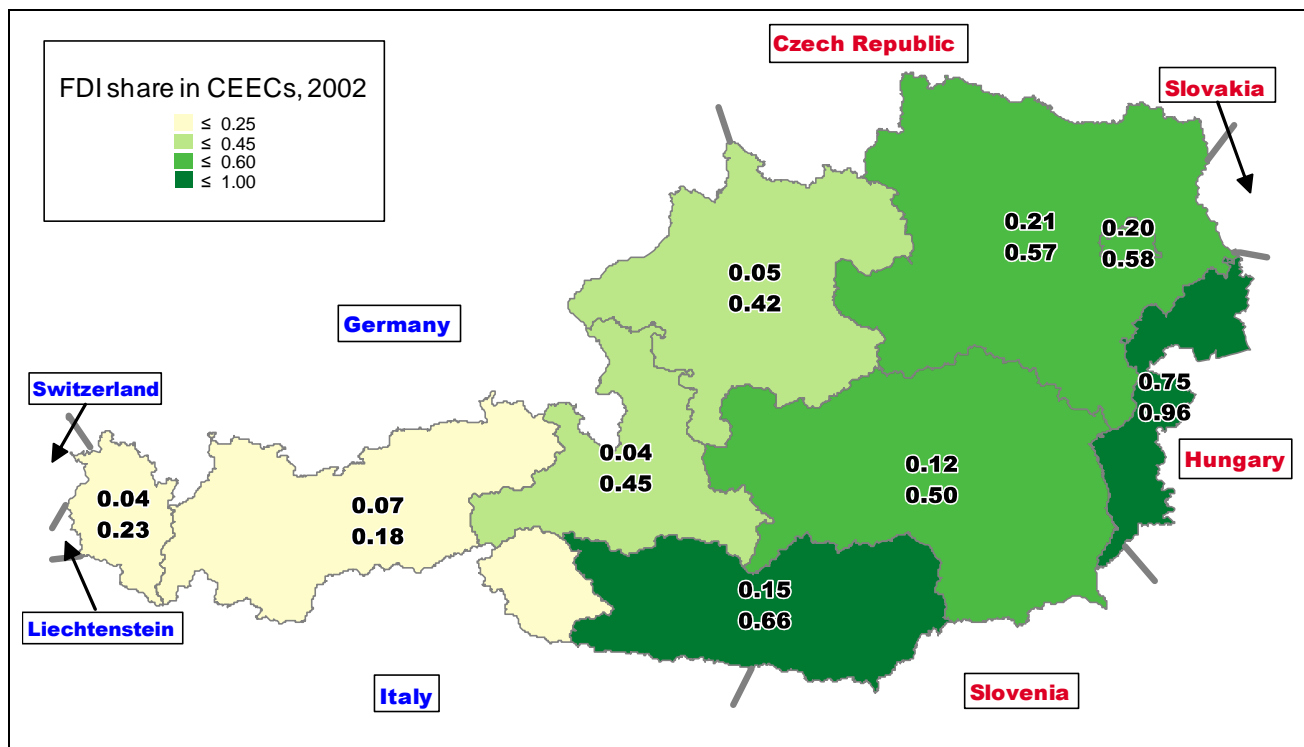 Czech Republic
Slovakia
FDI share in CEECs, 2002
≤ 0.25
≤ 0.45
≤ 0.60
≤ 1.00
0.21
0.57
0.20
0.58
0.05
0.42
Germany
Switzerland
0.75
0.96
Hungary
0.04
0.45
0.12
0.50
0.04
0.23
0.07
0.18
0.15
0.66
Liechtenstein
Italy
Slovenia